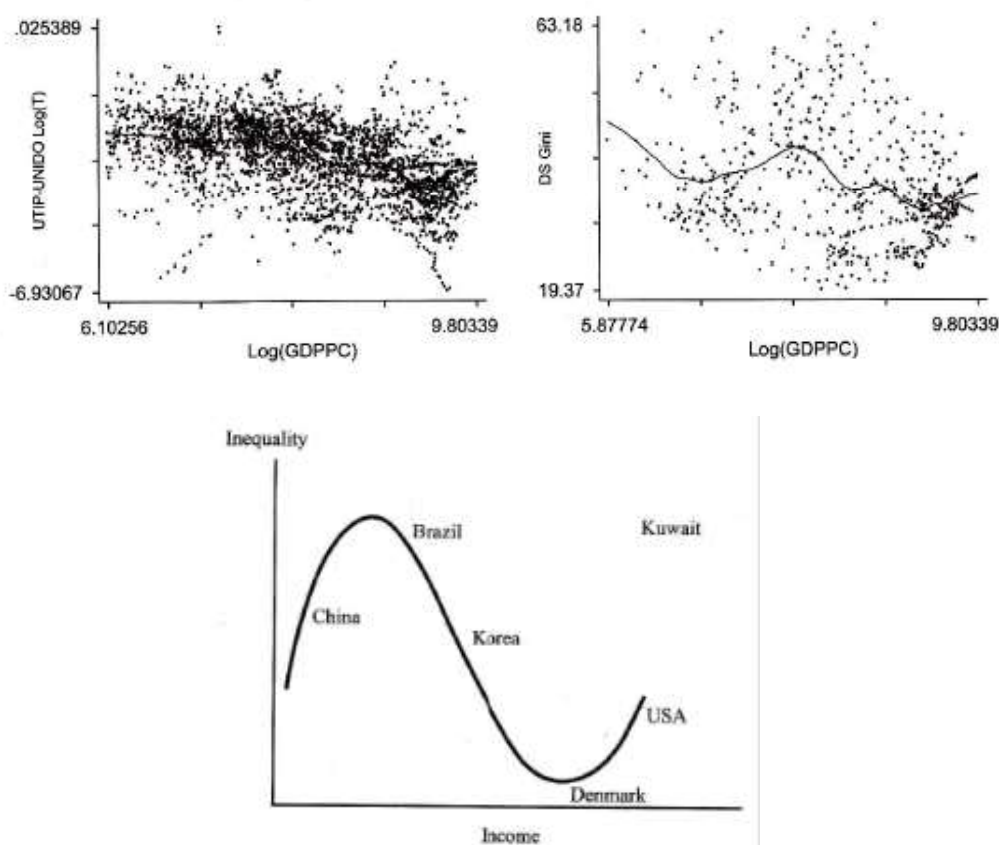 .025389
UTIP-UNIDO Log(T)
-6.93067
6.10256
9.80339
Log(GDPPC)
63.18
DS Gini
19.37
5.87774
9.80339
Log(GDPPC)
Inequality
Brazil
Kuwait
China
Korea
USA
Denmark
Income